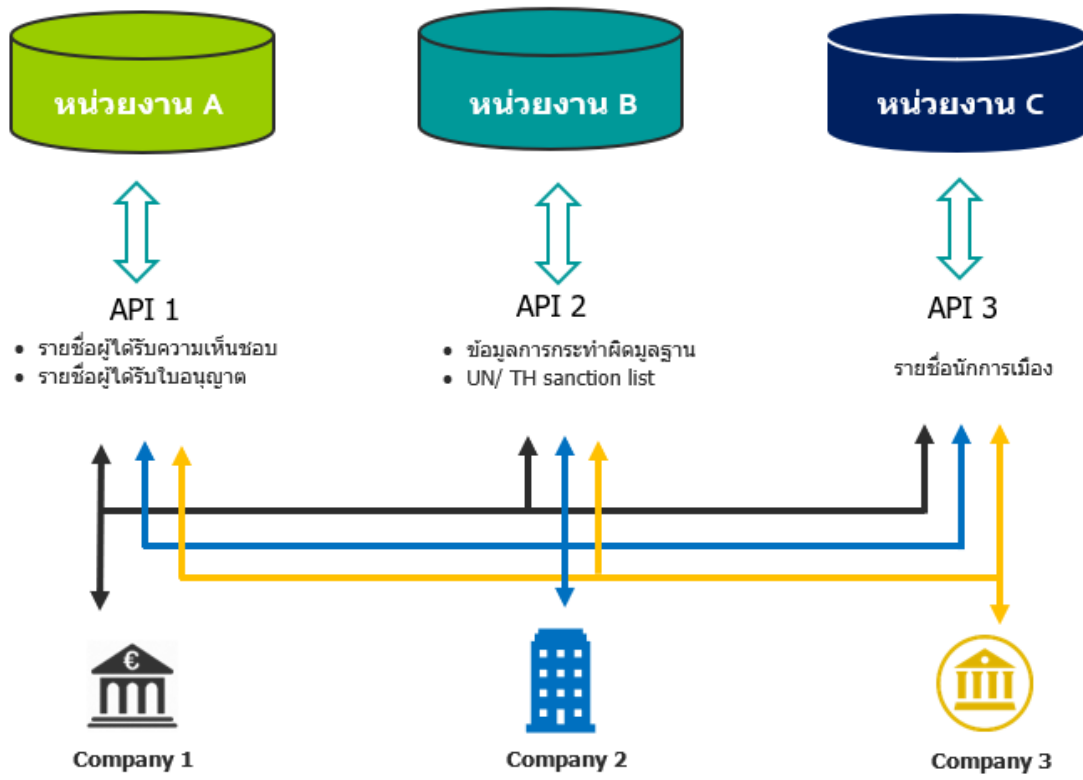 หน่วยงาน A
หน่วยงาน B
หน่วยงาน C
API 1
• รายชื่อผู้ได้รับความเห็นชอบ
• รายชื่อผู้ได้รับใบอนุญาต
API 2
• ข้อมูลการกระทำผิดมูลฐาน
• UN/ TH sanction list
API 3
รายชื่อนักการเมือง
€
Company 1
Company 2
Company 3